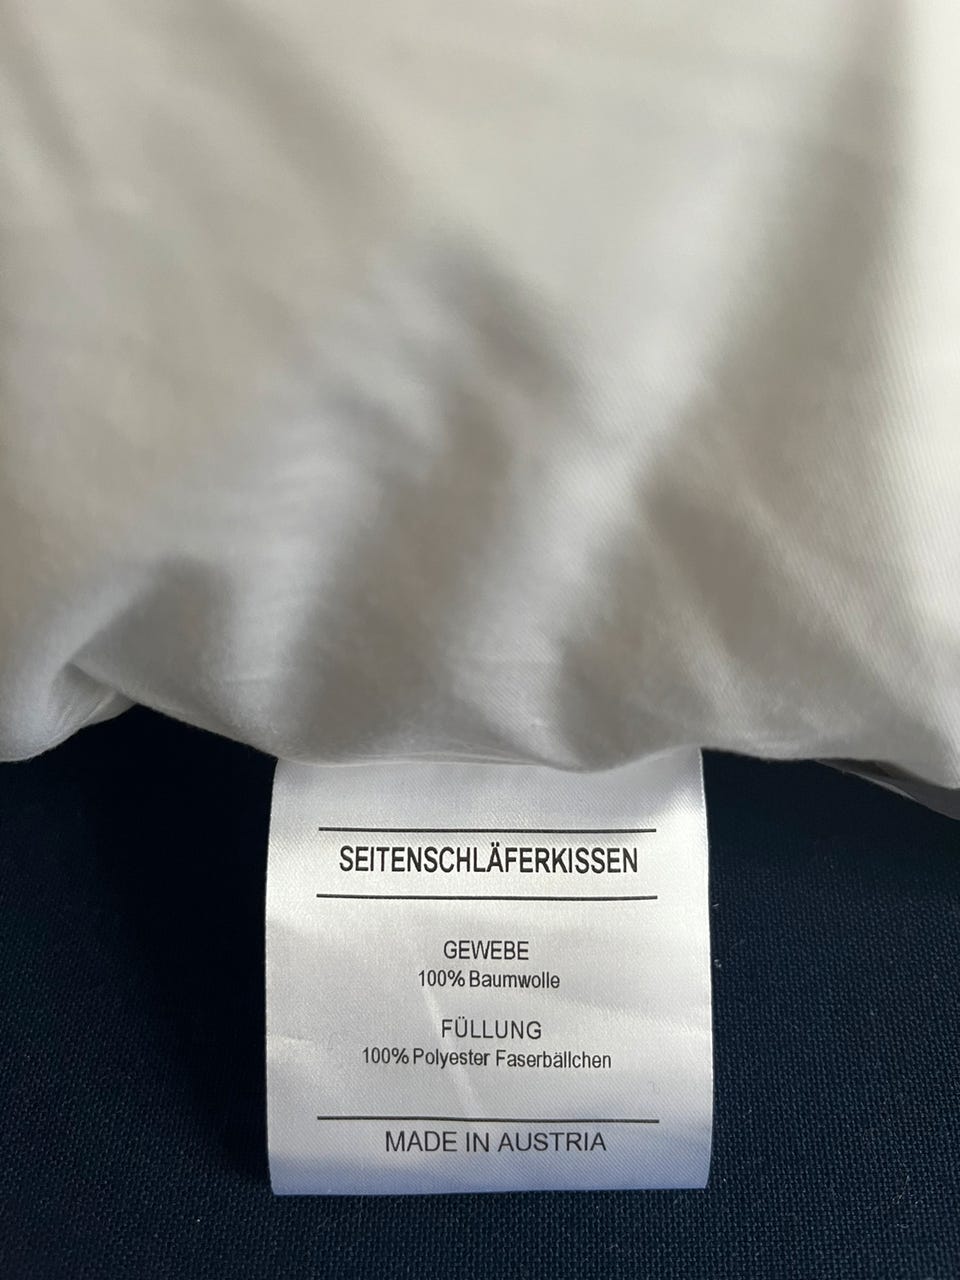 SEITENSCHLÄFERKISSEN
GEWEBE
100% Baumwolle
FÜLLUNG
100% Polyester Faserbällchen
MADE IN AUSTRIA